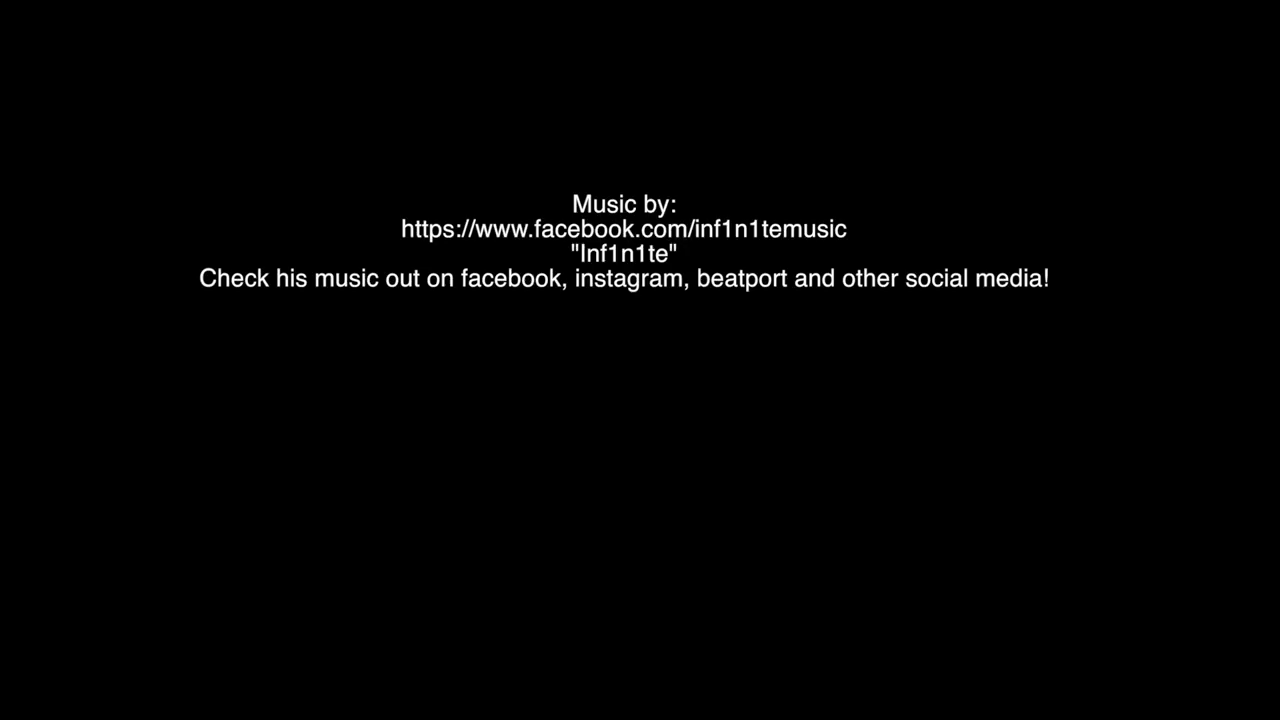 Music by:
https://www.facebook.com/inf1n1temusic
"Inf1n1te"
Check his music out on facebook, instagram, beatport and other social media!